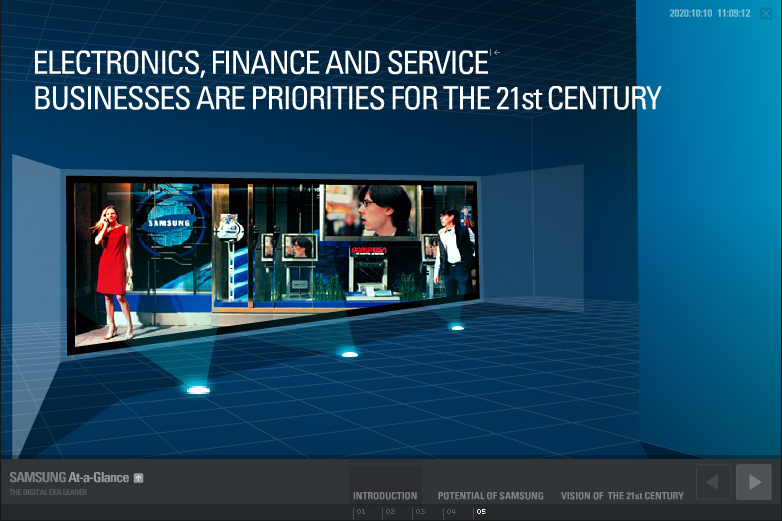 2020:10:10 11:09:12
ELECTRONICS, FINANCE AND SERVICE
BUSINESSES ARE PRIORITIES FOR THE 21st CENTURY
SAMSUNG
SAMSUNG At-a-Glance
THE DIGITAL ERA LEADER
INTRODUCTION
POTENTIAL OF SAMSUNG
VISION OF THE 21st CENTURY
01 02 03 04 05